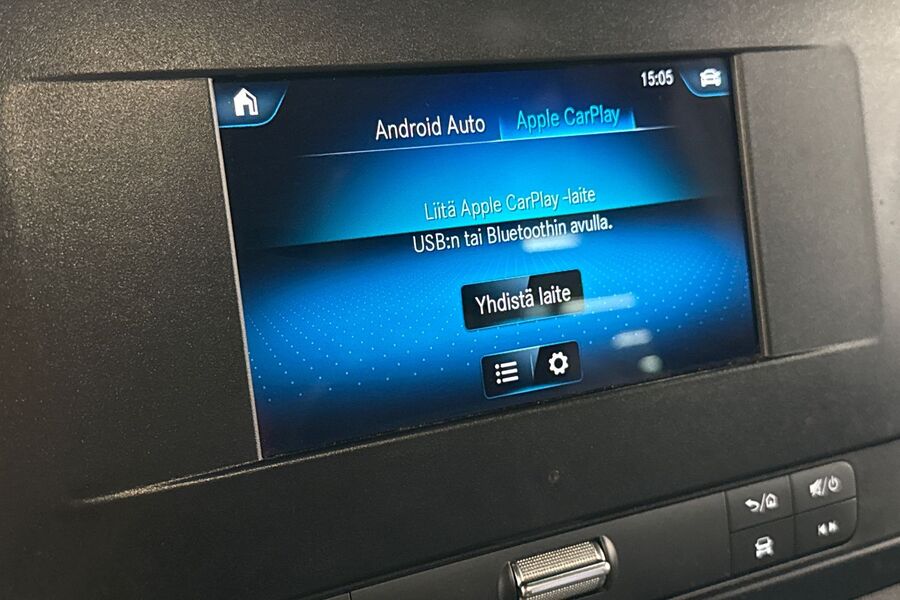 15:05
Android Auto
Apple CarPlay
Liitä Apple CarPlay -laite
USB:n tai Bluetoothin avulla.
Yhdistä laite